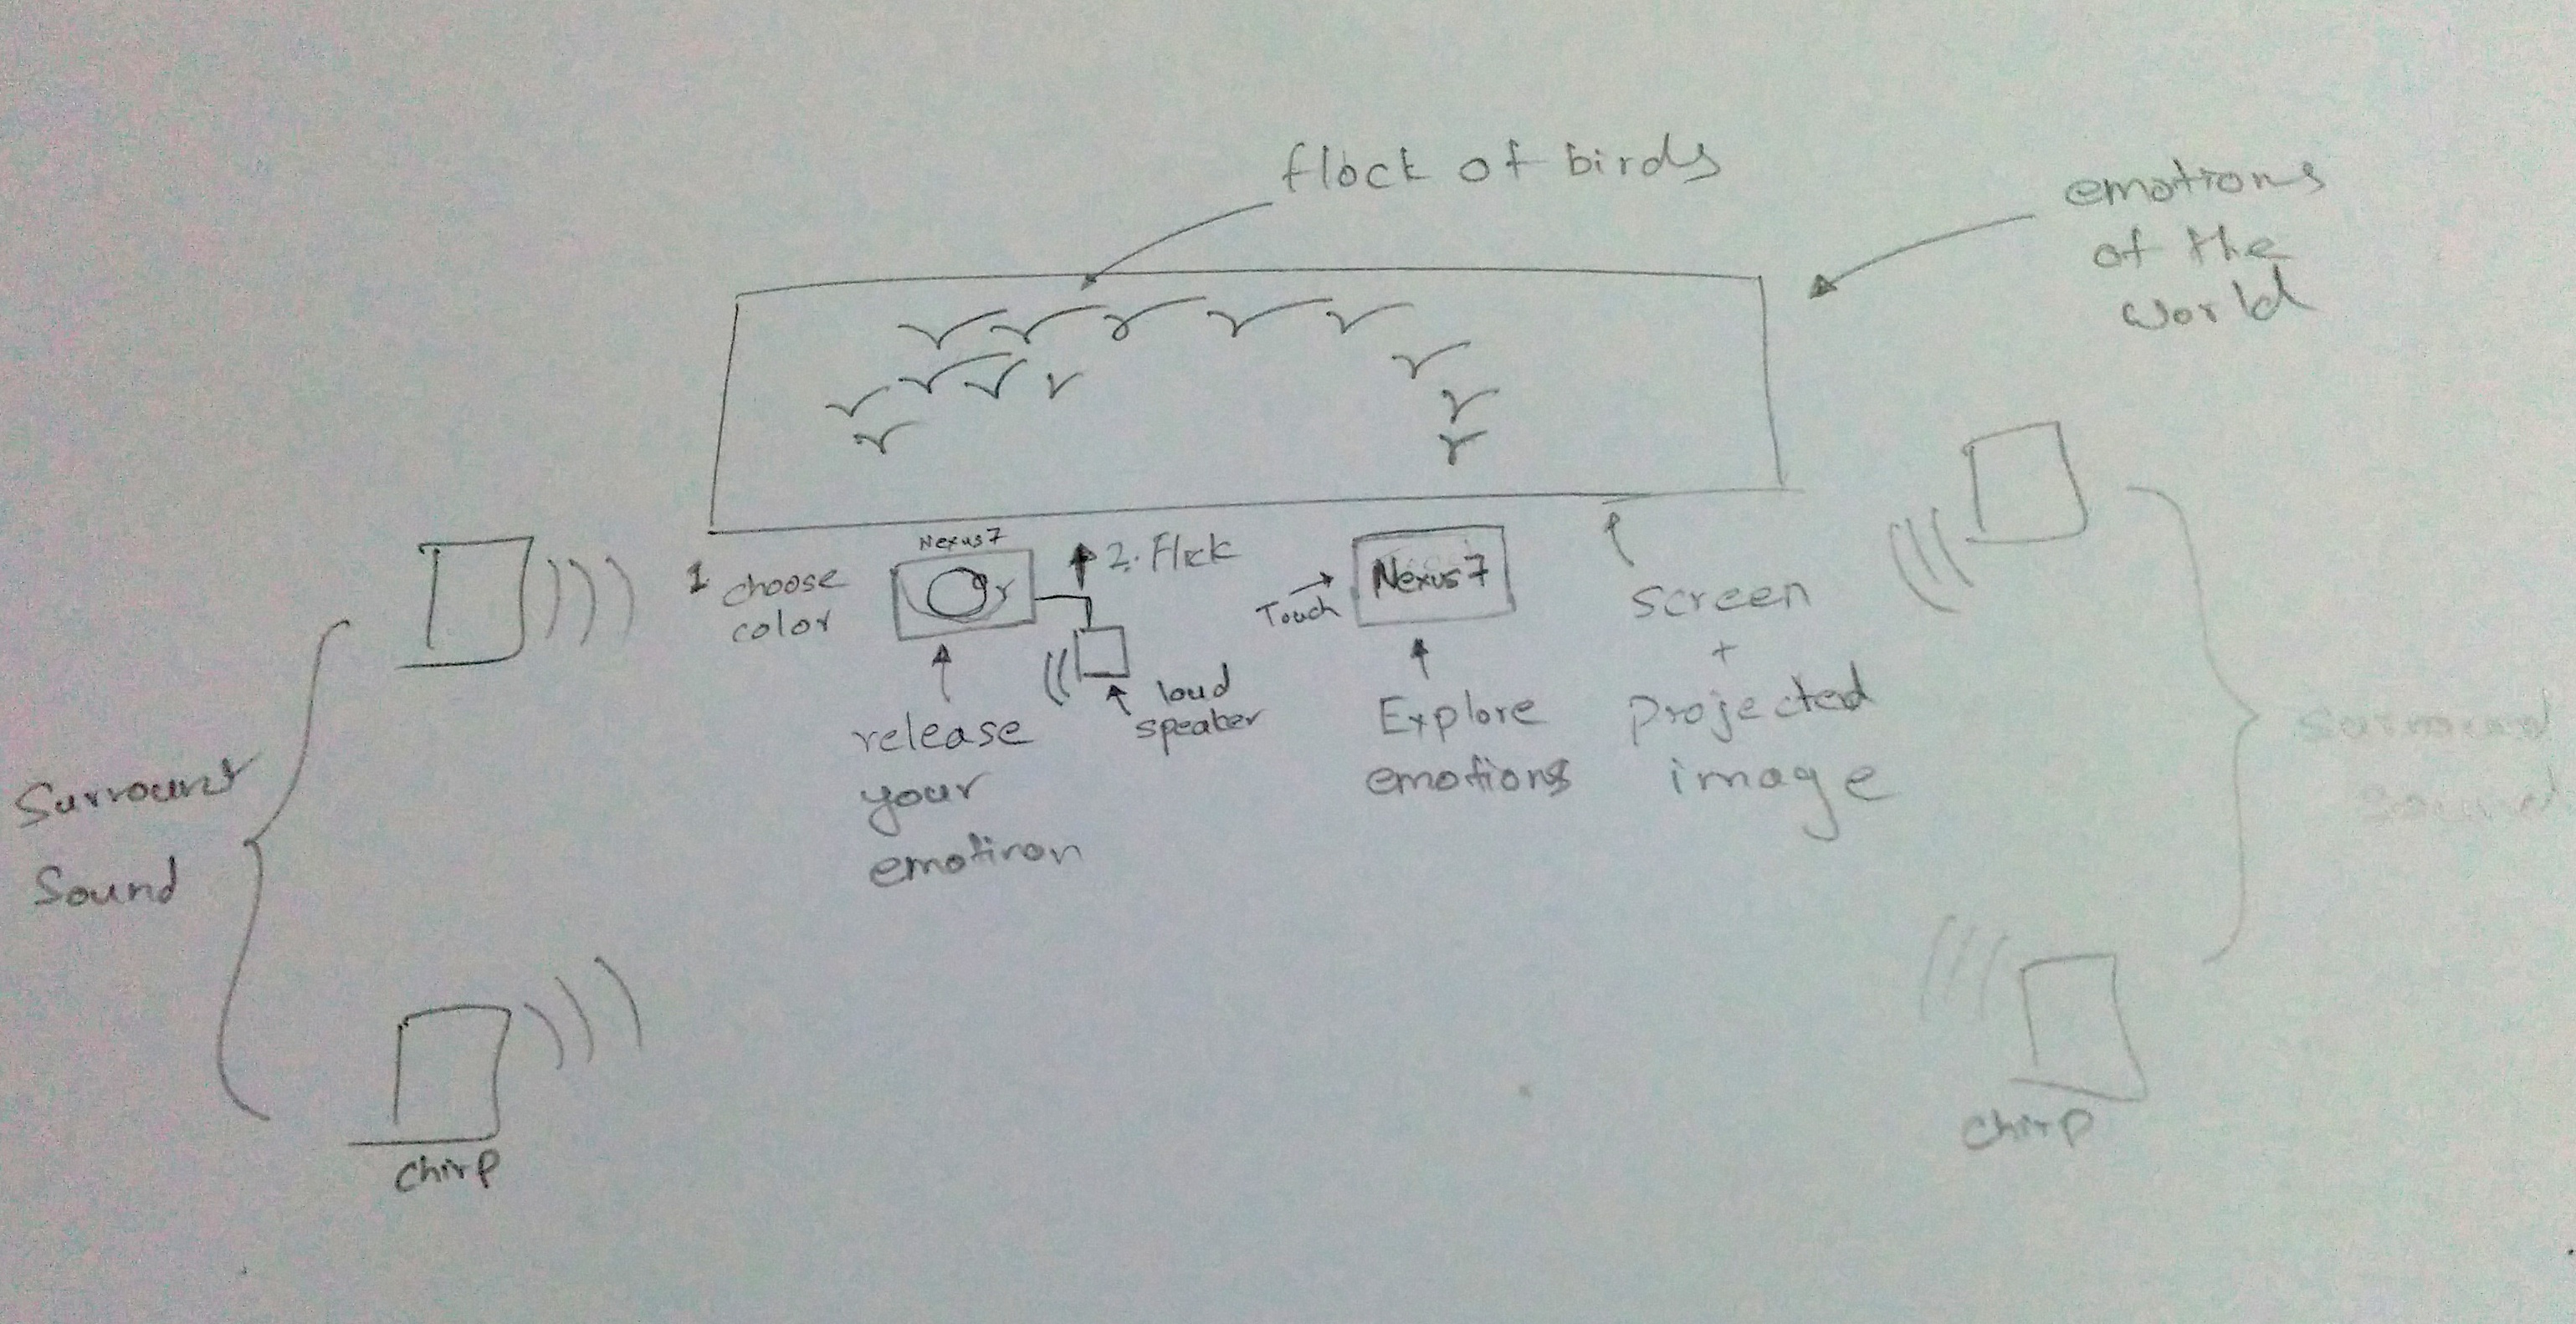 flock of birds
emotions
of the
world
Nexus7
1 choose
color
2. Flick
Touch
Nexus7
screen
+
projected
image
loud
speaker
release
your
emotiron
Explore
emotions
Surround
Sound
Surround
Sound
chirp
chirp